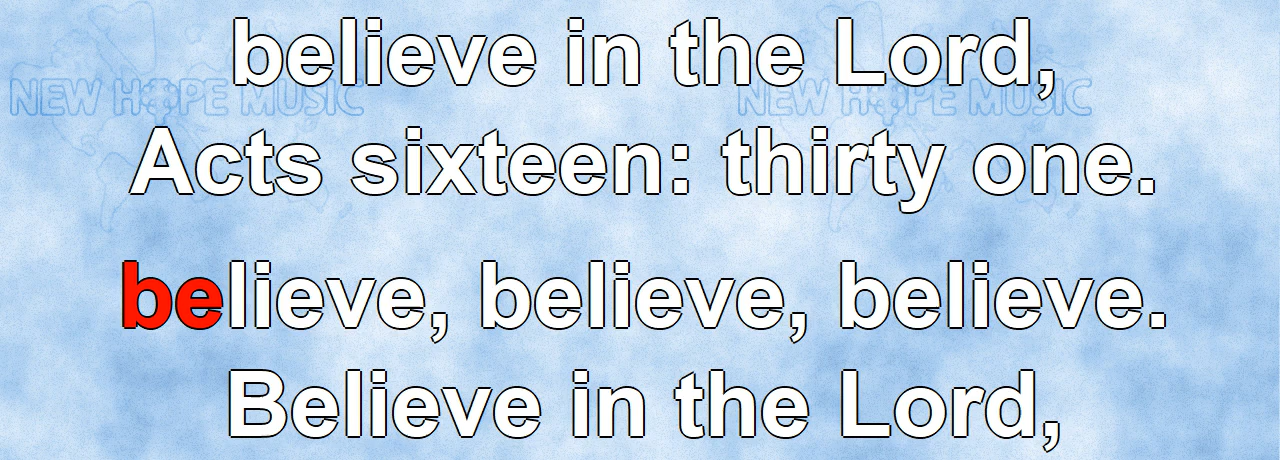 believe in the Lord,
NEW HOPE MUSIC NEW HOPE MUSIC
Acts sixteen: thirty one.
believe, believe, believe.
Believe in the Lord,